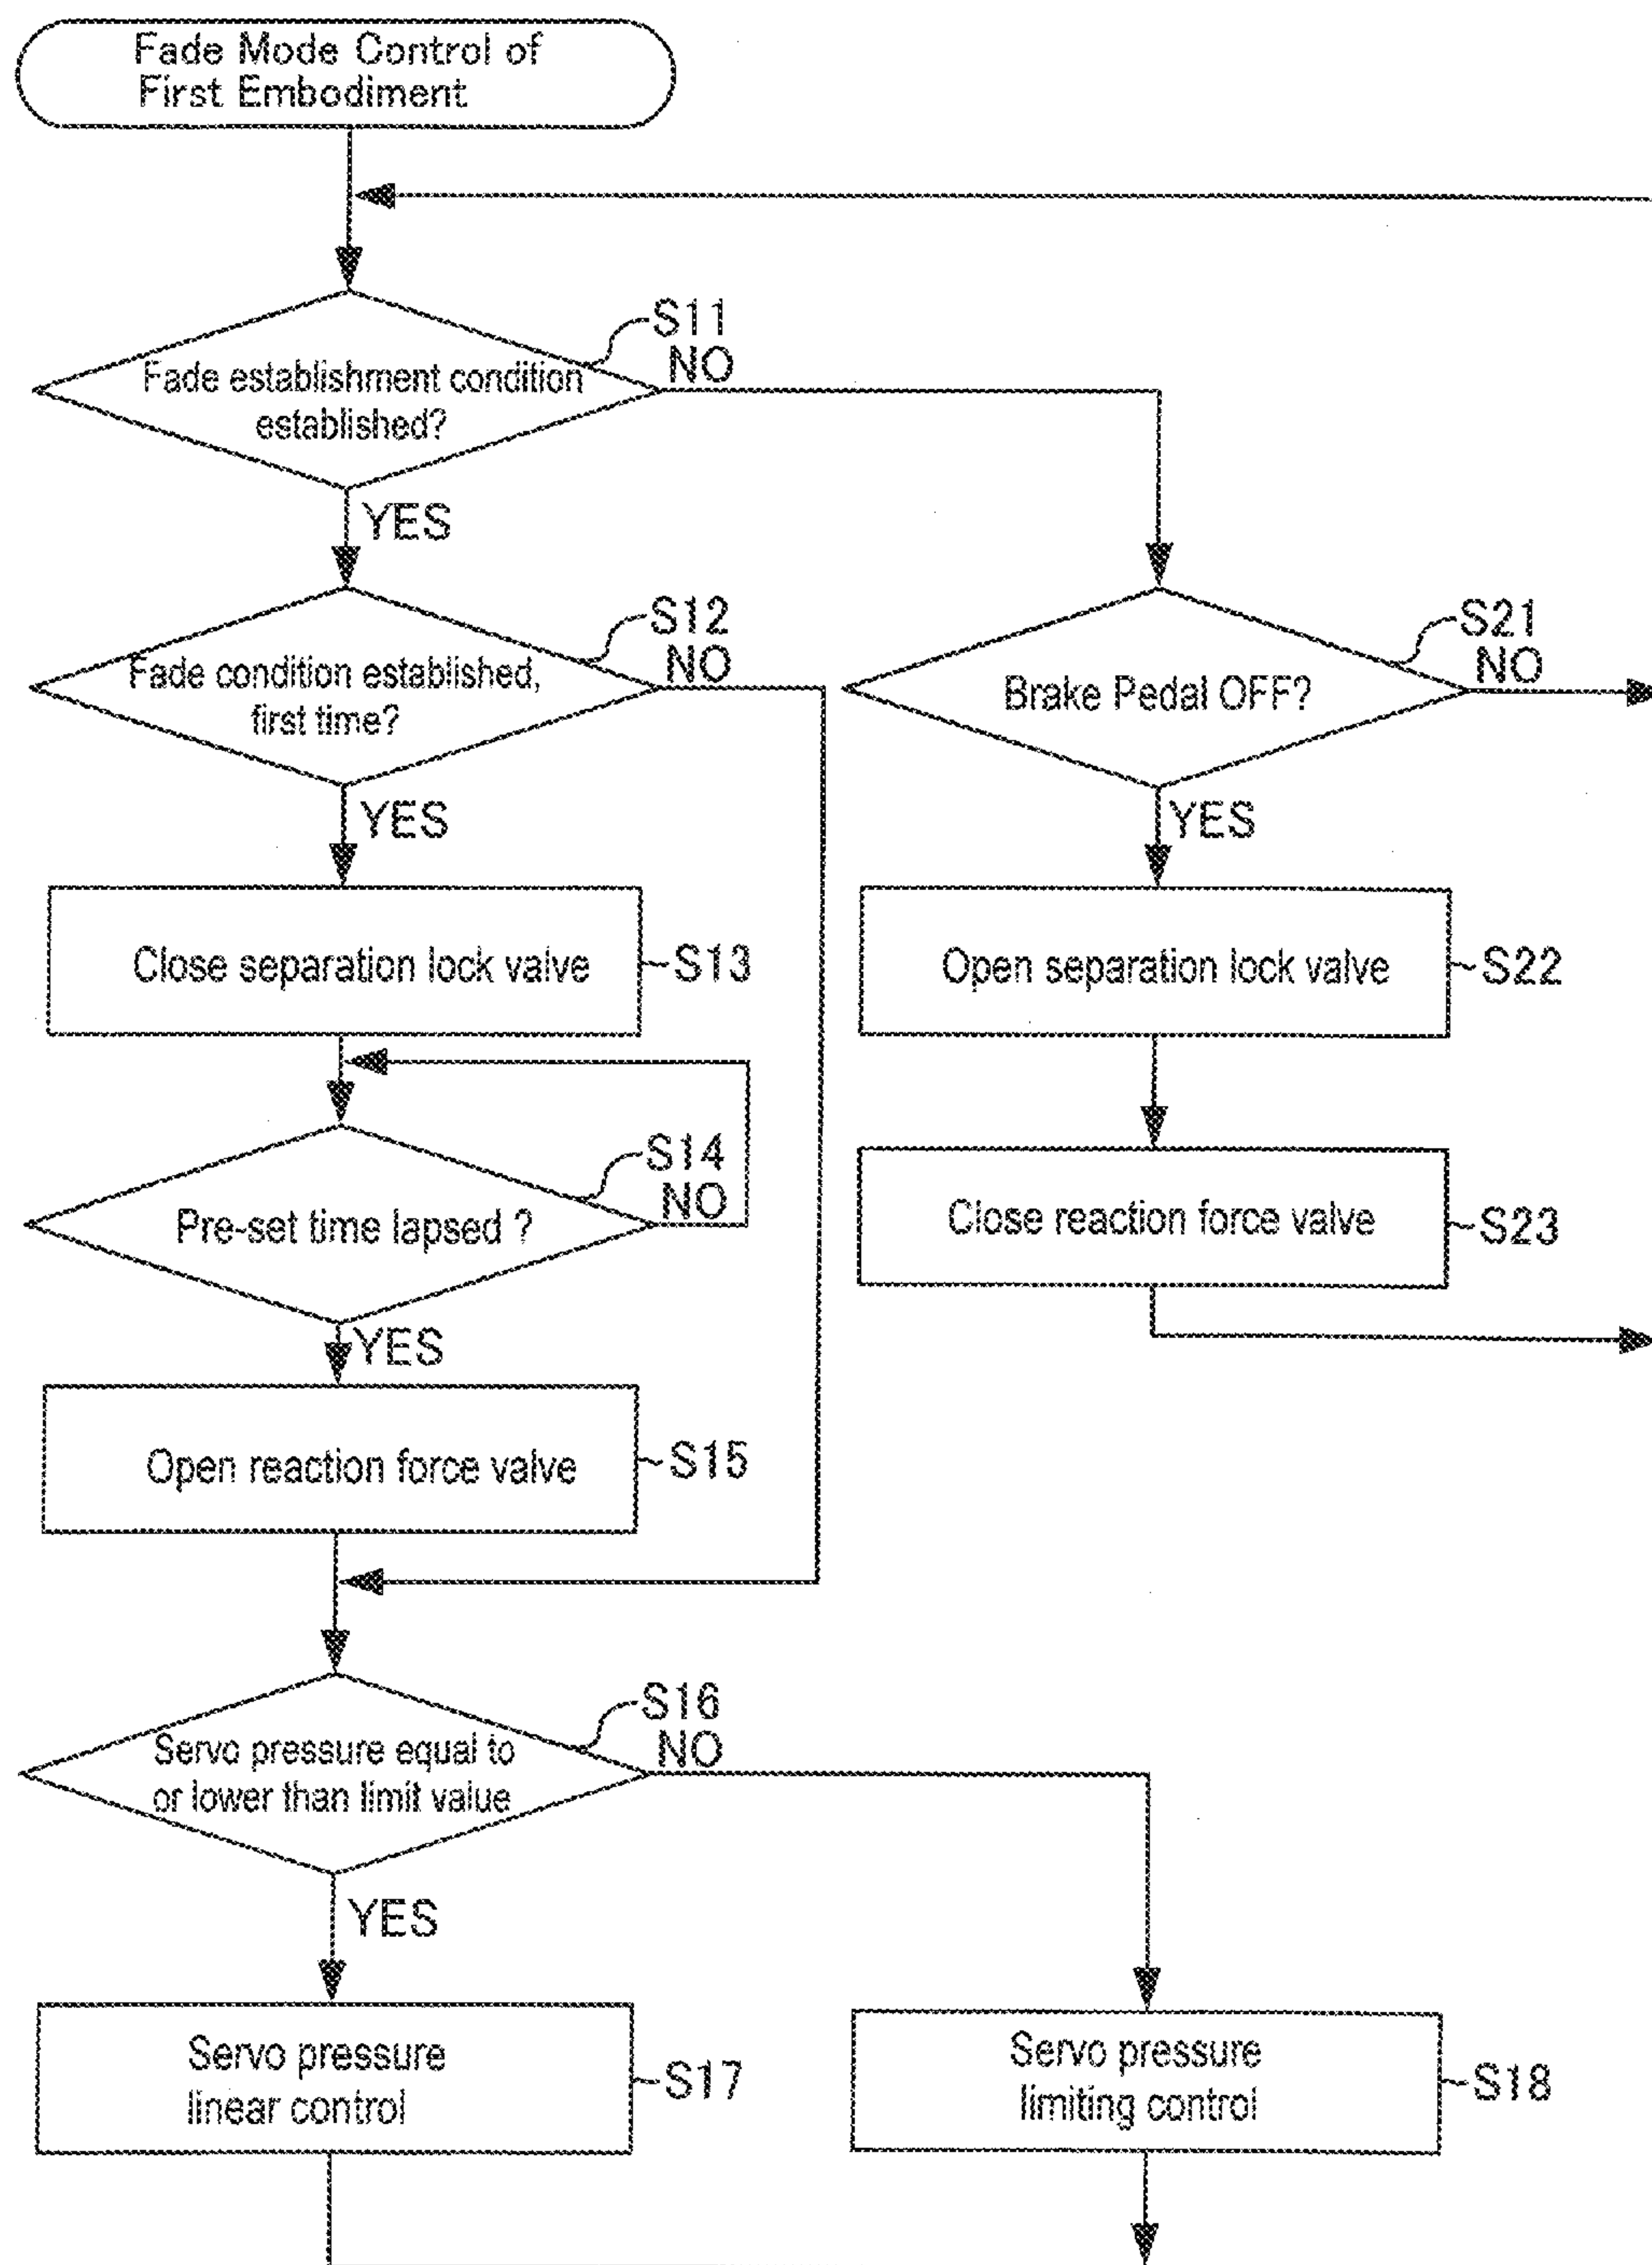 Fade Mode Control of
First Embodiment
S11
NO
Fade establishment condition
established?
YES
S12
NO
Fade condition established,
first time?
YES
S21
NO
Brake Pedal OFF?
YES
Close separation lock valve
S13
Open separation lock valve
S22
S14
NO
Pre-set time lapsed ?
YES
Close reaction force valve
S23
Open reaction force valve
S15
S16
NO
Servo pressure equal to
or lower than limit value
YES
Servo pressure
linear control
S17
Servo pressure
limiting control
S18